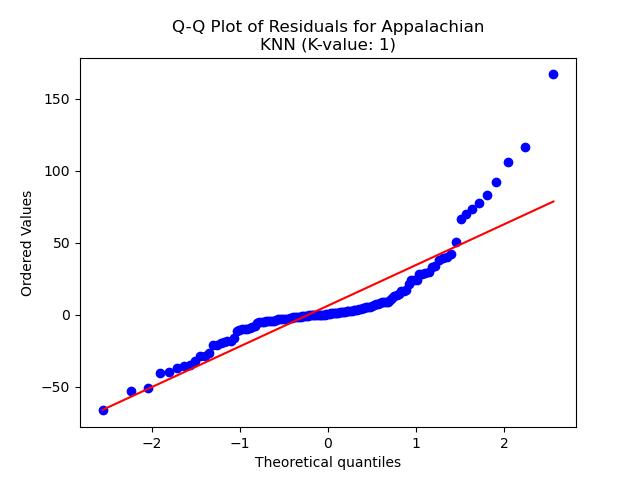 Q-Q Plot of Residuals for Appalachian
KNN (K-value: 1)
Ordered Values
150
100
50
0
−50
−2
−1
0
1
2
Theoretical quantiles